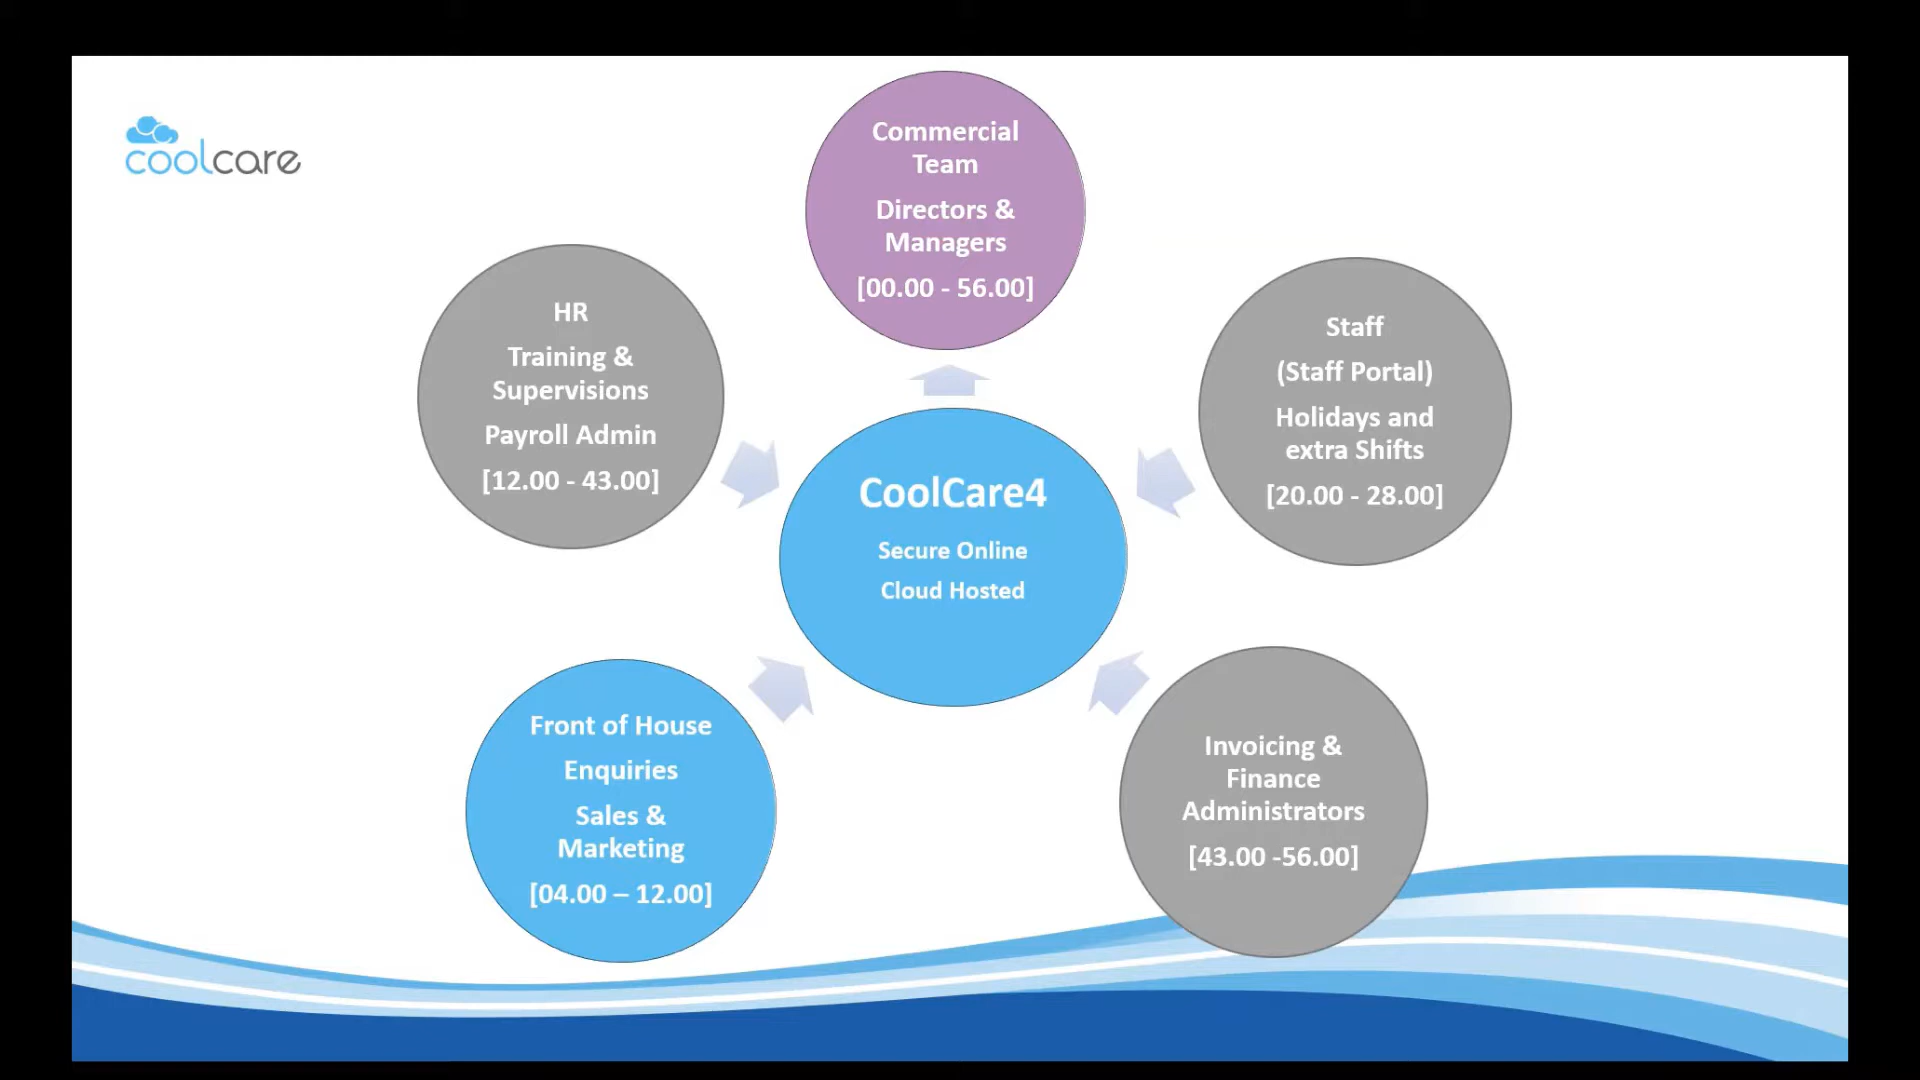 coolcare
Commercial
Team
Directors &
Managers
[00.00 - 56.00]
HR
Training &
Supervisions
Payroll Admin
[12.00 - 43.00]
Staff
(Staff Portal)
Holidays and
extra Shifts
[20.00 - 28.00]
CoolCare4
Secure Online
Cloud Hosted
Front of House
Enquiries
Sales &
Marketing
[04.00 – 12.00]
Invoicing &
Finance
Administrators
[43.00 -56.00]